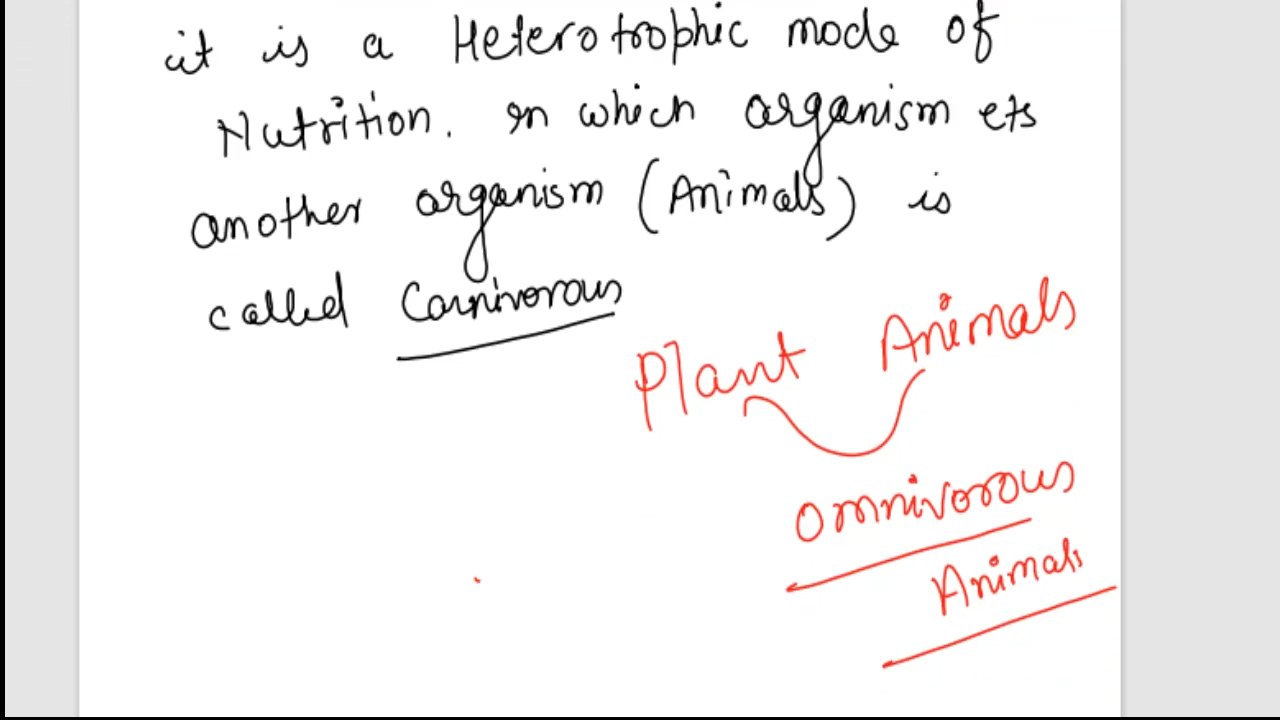 it is a Heterotrophic mode of
Nutrition. In which organism ets
another organism (Animals) is
called Carnivorous
Plant Animals
omnivorous
Animals